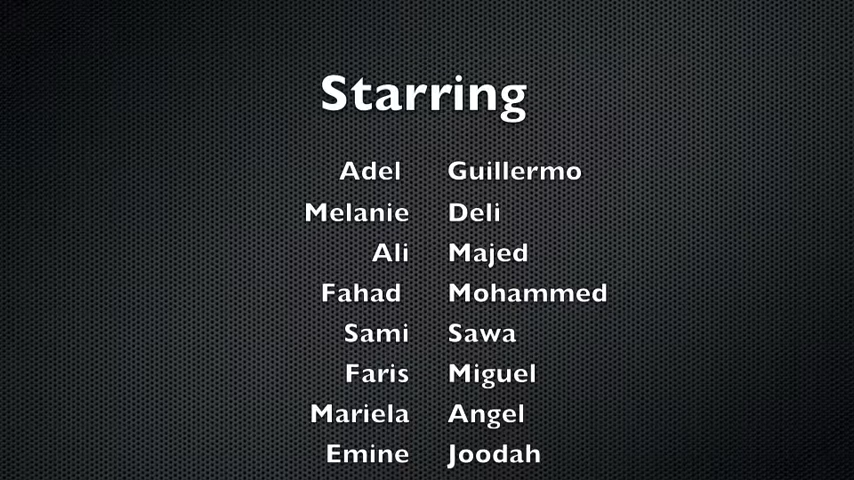 Starring
Adel Guillermo
Melanie Deli
Ali Majed
Fahad Mohammed
Sami Sawa
Faris Miguel
Mariela Angel
Emine Joodah